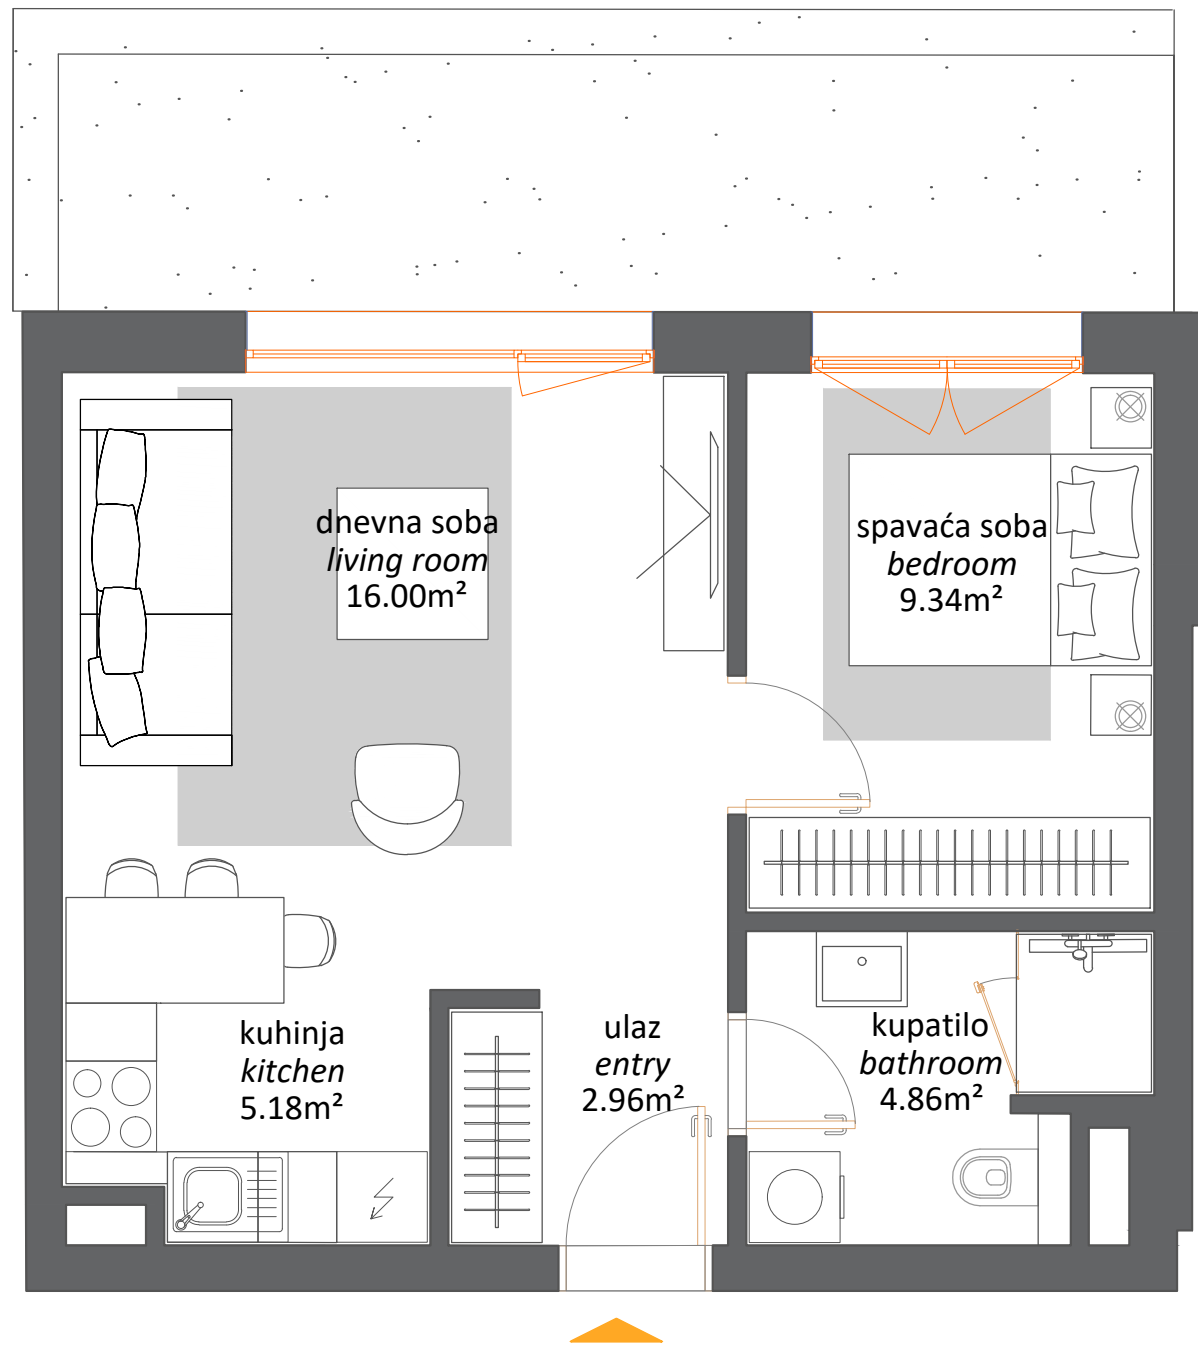 dnevna soba
living room
16.00m²
spavaća soba
bedroom
9.34m²
kuhinja
kitchen
5.18m²
ulaz
entry
2.96m²
kupatilo
bathroom
4.86m²